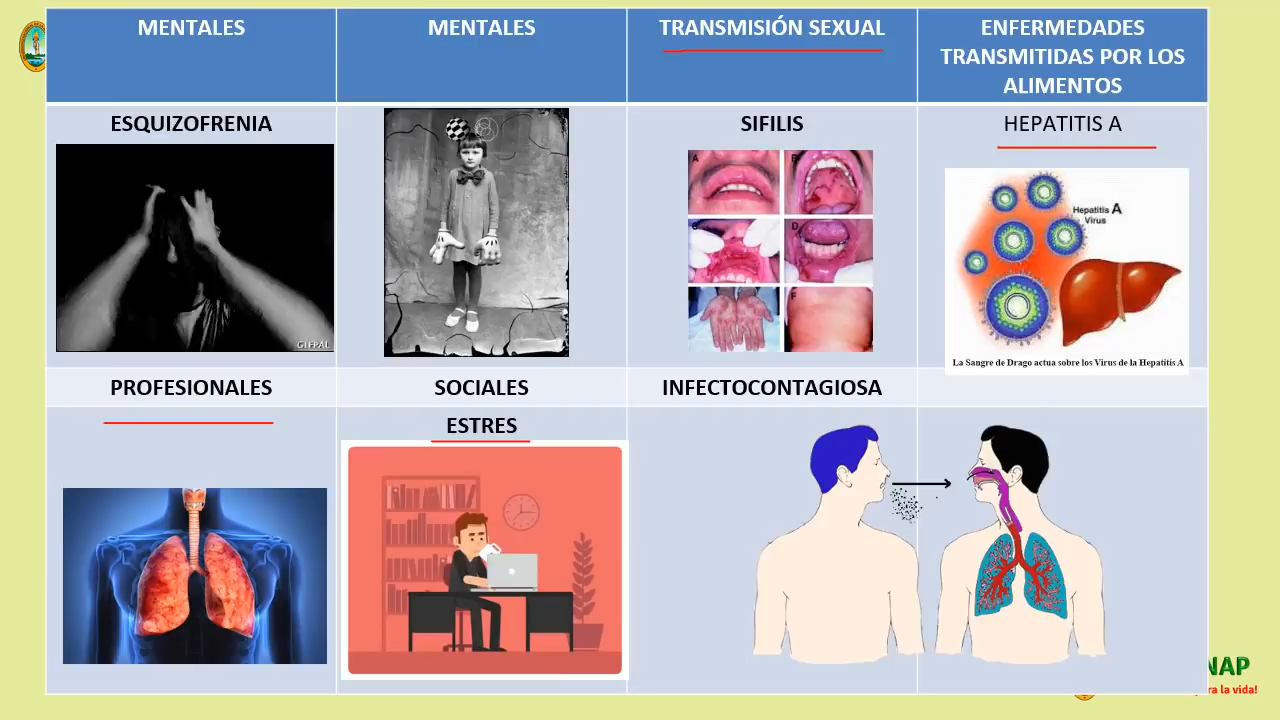 MENTALES
MENTALES
TRANSMISIÓN SEXUAL
ENFERMEDADES
TRANSMITIDAS POR LOS
ALIMENTOS
ESQUIZOFRENIA
SIFILIS
HEPATITIS A
GIFPAL
A
D
F
Hepatitis A
Virus
La Sangre de Drago actua sobre los Virus de la Hepatitis A
PROFESIONALES
SOCIALES
INFECTOCONTAGIOSA
ESTRES
NAP
ra la vida!